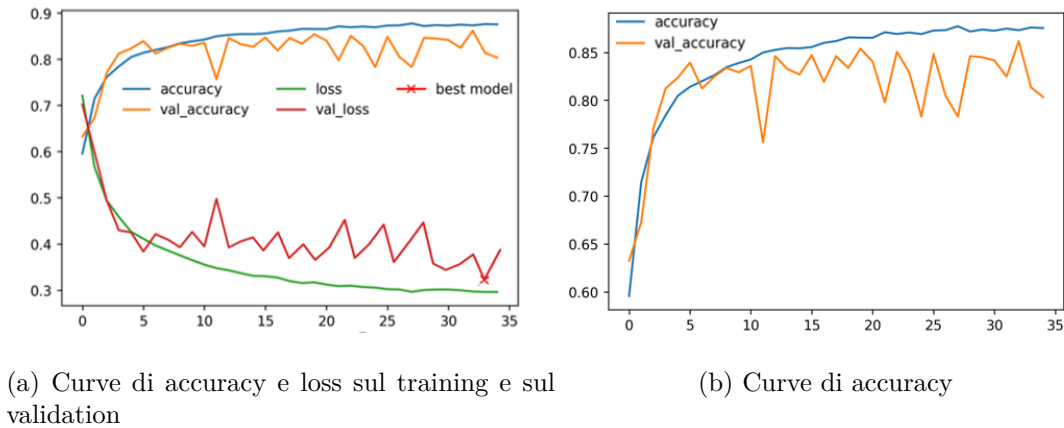 0.9
0.8
0.7
0.6
0.5
0.4
0.3
accuracy
val_accuracy
loss
val_loss
best model
0 5 10 15 20 25 30 35
(a) Curve di accuracy e loss sul training e sul
validation
accuracy
val_accuracy
0.85
0.80
0.75
0.70
0.65
0.60
0 5 10 15 20 25 30 35
(b) Curve di accuracy